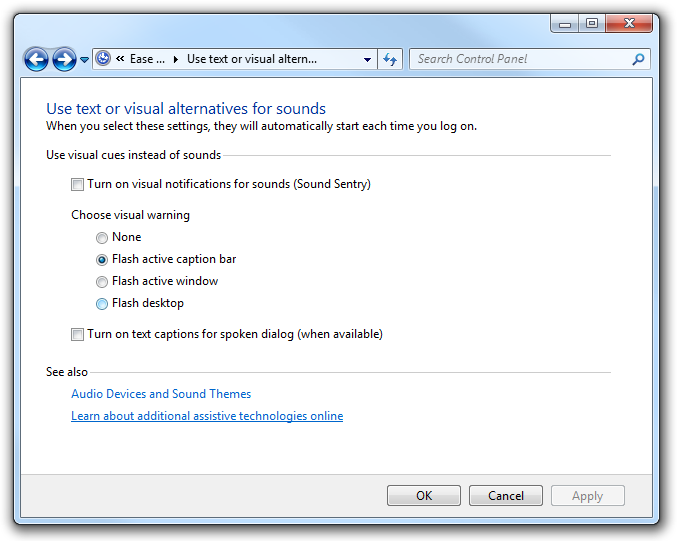 « Ease ... ▸ Use text or visual altern...
Search Control Panel
Use text or visual alternatives for sounds
When you select these settings, they will automatically start each time you log on.
Use visual cues instead of sounds
Turn on visual notifications for sounds (Sound Sentry)
Choose visual warning
None
Flash active caption bar
Flash active window
Flash desktop
Turn on text captions for spoken dialog (when available)
See also
Audio Devices and Sound Themes
Learn about additional assistive technologies online
OK
Cancel
Apply